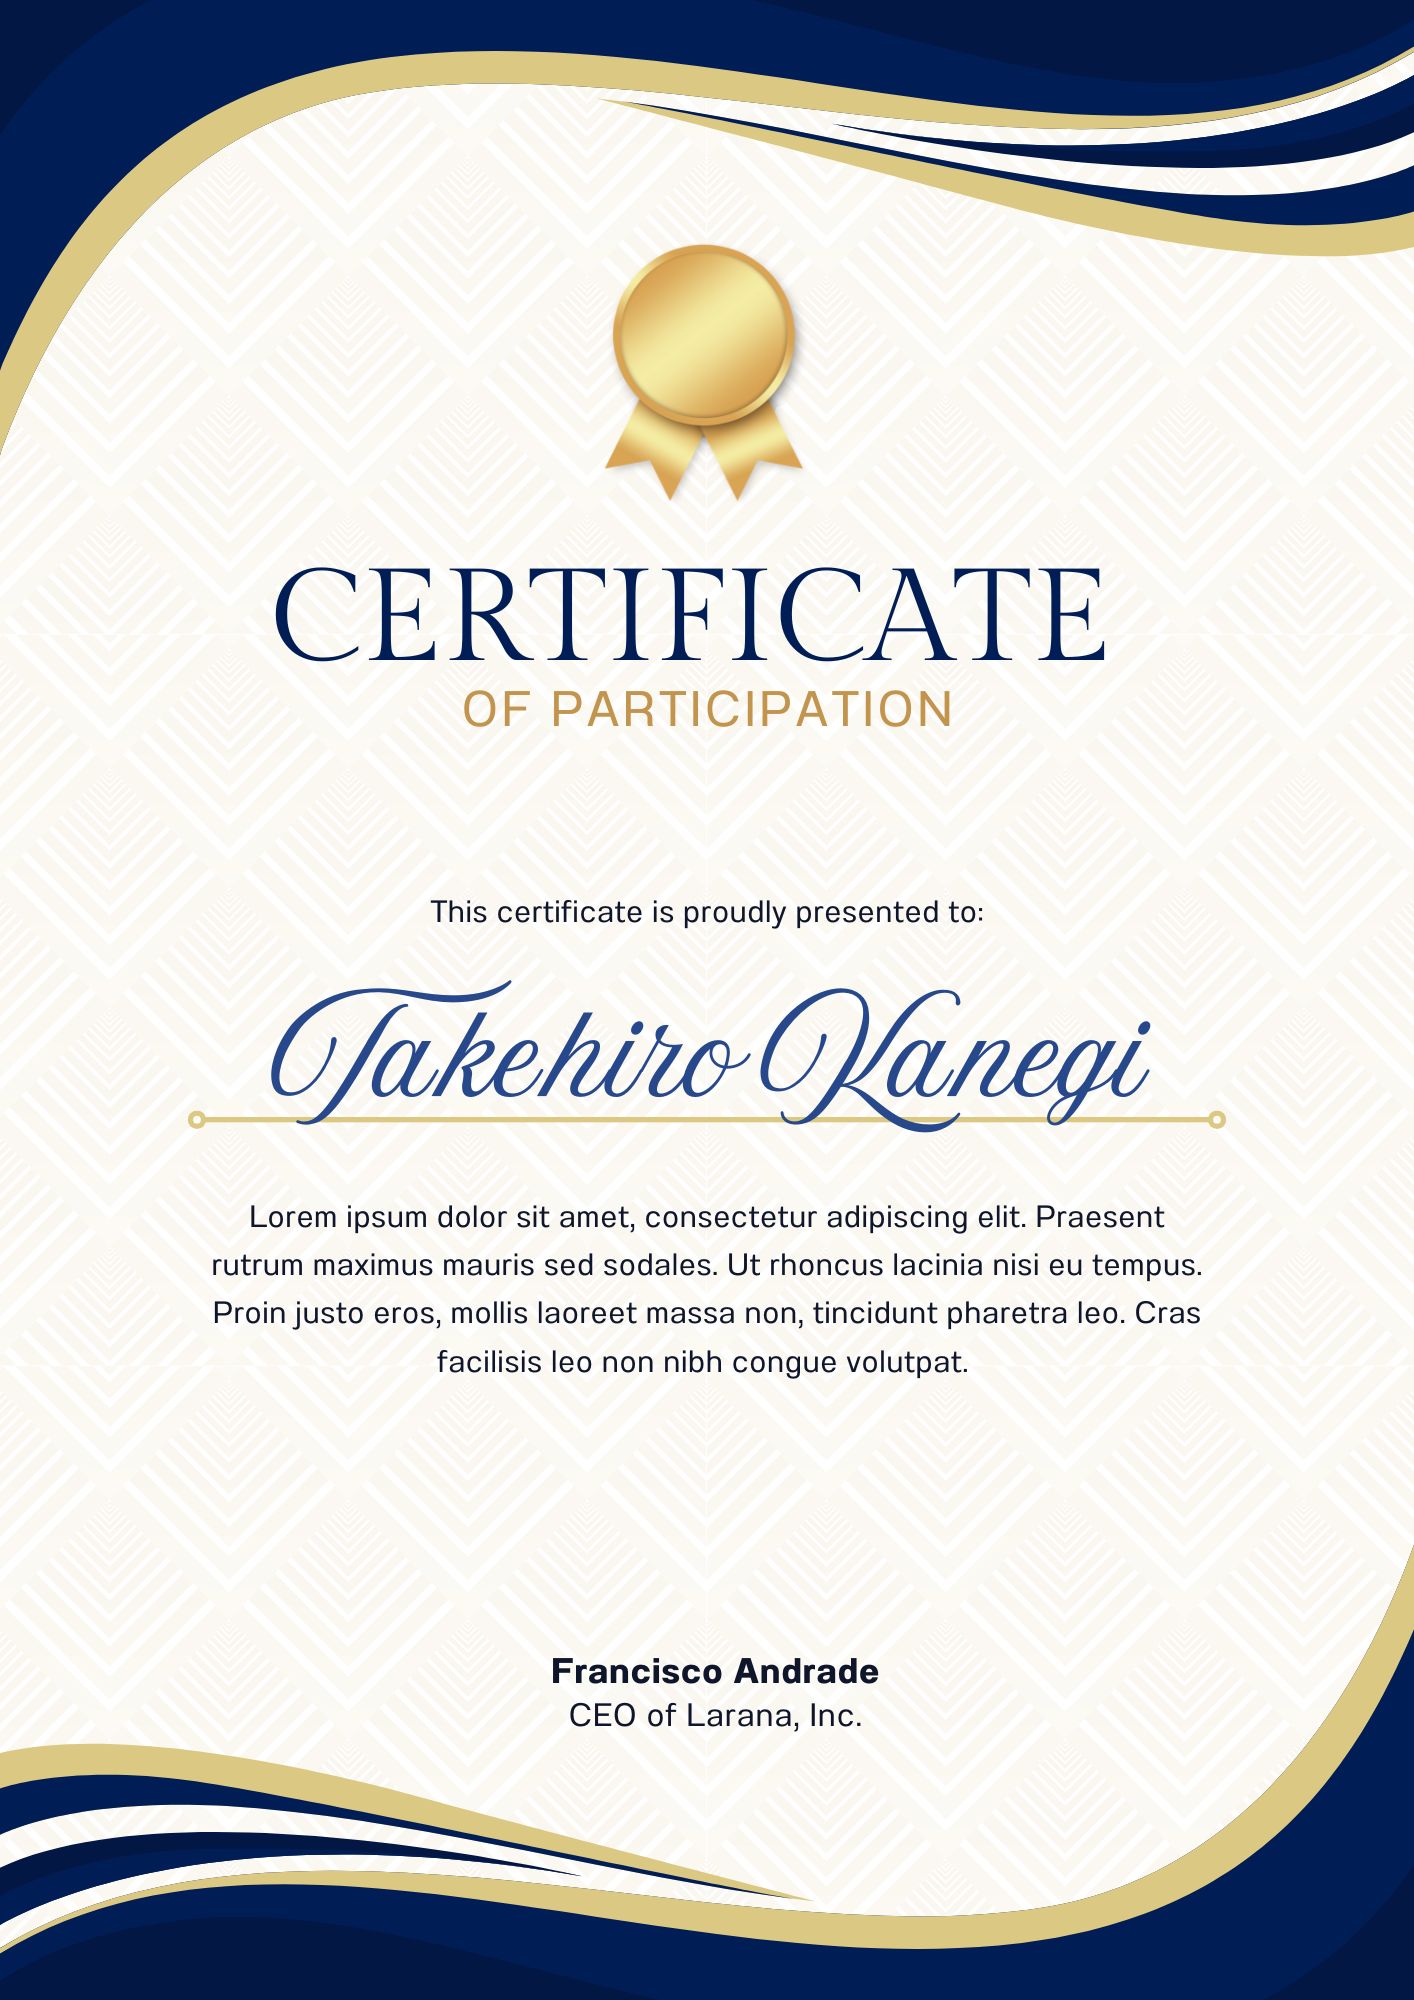 CERTIFICATE
OF PARTICIPATION
This certificate is proudly presented to:
Takehiro Kanegi
Lorem ipsum dolor sit amet, consectetur adipiscing elit. Praesent
rutrum maximus mauris sed sodales. Ut rhoncus lacinia nisi eu tempus.
Proin justo eros, mollis laoreet massa non, tincidunt pharetra leo. Cras
facilisis leo non nibh congue volutpat.
Francisco Andrade
CEO of Larana, Inc.